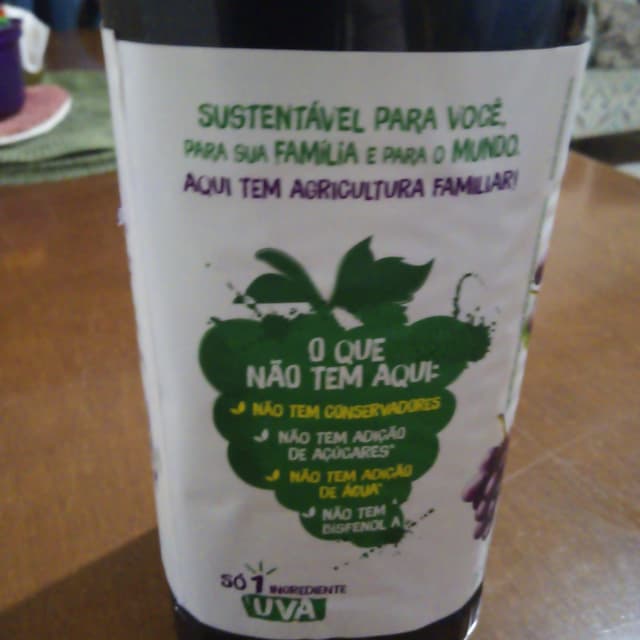 SUSTENTÁVEL PARA VOCÊ,
PARA SUA FAMÍLIA E PARA O MUNDO.
AQUI TEM AGRICULTURA FAMILIAR!
O QUE
NÃO TEM AQUI:
NÃO TEM CONSERVADORES
NÃO TEM ADIÇÃO
DE AÇÚCARES*
NÃO TEM ADIÇÃO
DE ÁGUA*
NÃO TEM
BISFENOL A
SÓ 1 INGREDIENTE
UVA